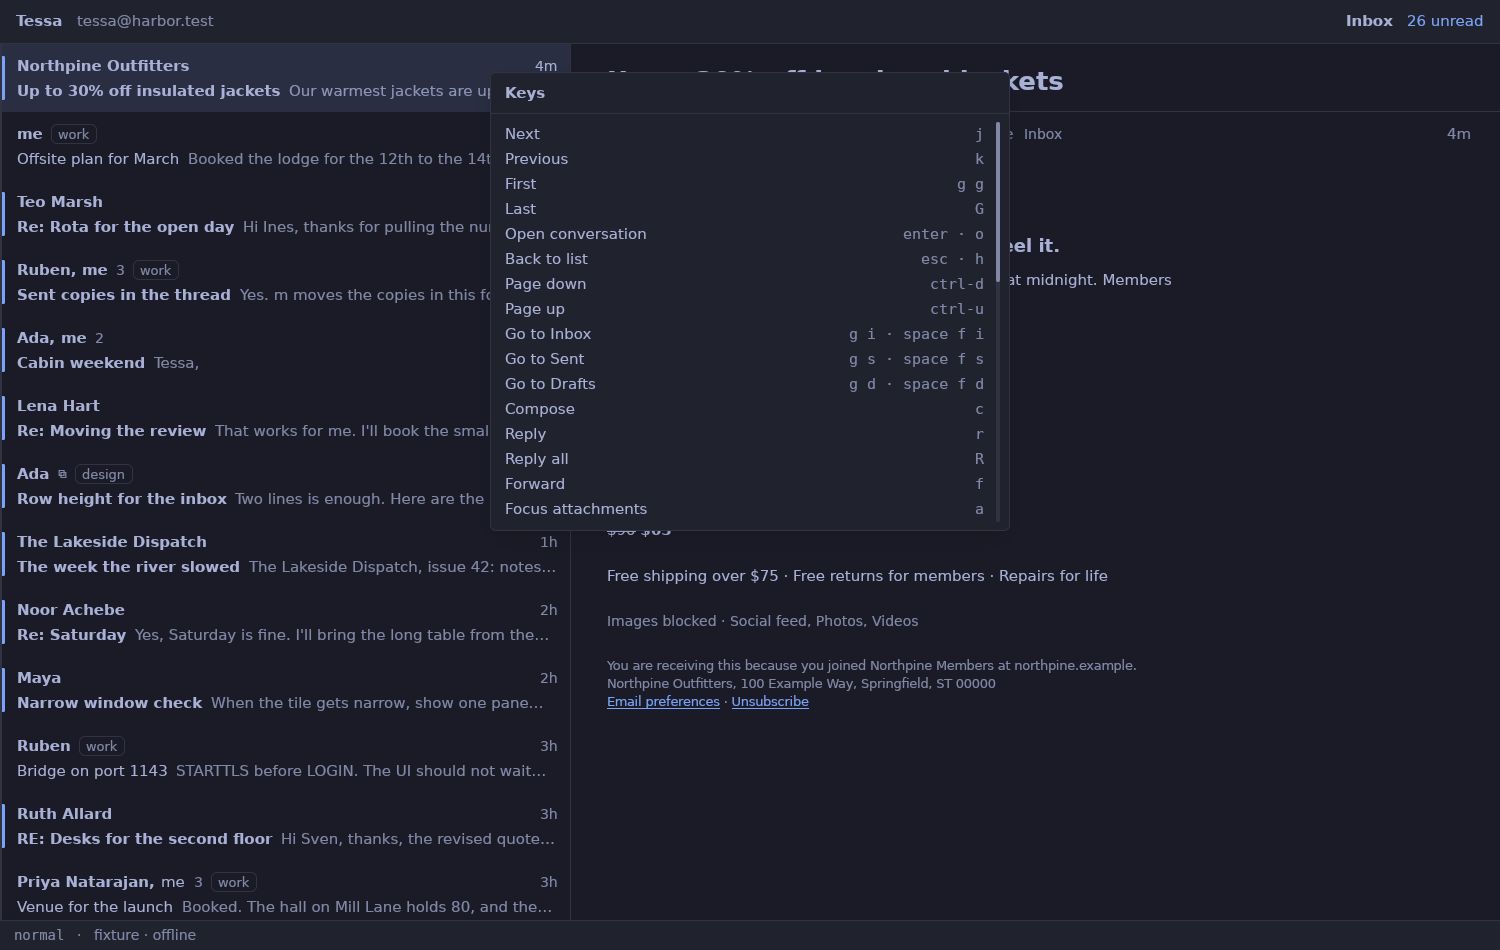 Tessa tessa@harbor.test
Inbox 26 unread
Northpine Outfitters 4m
Up to 30% off insulated jackets Our warmest jackets are up
me work
Offsite plan for March Booked the lodge for the 12th to the 14t
Teo Marsh
Re: Rota for the open day Hi Ines, thanks for pulling the nu
Ruben, me 3 work
Sent copies in the thread Yes. m moves the copies in this fo
Ada, me 2
Cabin weekend Tessa,
Lena Hart
Re: Moving the review That works for me. I'll book the smal
Ada design
Row height for the inbox Two lines is enough. Here are the
The Lakeside Dispatch 1h
The week the river slowed The Lakeside Dispatch, issue 42: notes…
Noor Achebe 2h
Re: Saturday Yes, Saturday is fine. I'll bring the long table from the…
Maya 2h
Narrow window check When the tile gets narrow, show one pane…
Ruben work 3h
Bridge on port 1143 STARTTLS before LOGIN. The UI should not wait…
Ruth Allard 3h
RE: Desks for the second floor Hi Sven, thanks, the revised quote…
Priya Natarajan, me 3 work 3h
Venue for the launch Booked. The hall on Mill Lane holds 80, and the…
Keys
Next j
Previous k
First g g
Last G
Open conversation enter · o
Back to list esc · h
Page down ctrl-d
Page up ctrl-u
Go to Inbox g i · space f i
Go to Sent g s · space f s
Go to Drafts g d · space f d
Compose c
Reply r
Reply all R
Forward f
Focus attachments a
kets
Inbox 4m
eel it.
at midnight. Members
Free shipping over $75 · Free returns for members · Repairs for life
Images blocked · Social feed, Photos, Videos
You are receiving this because you joined Northpine Members at northpine.example.
Northpine Outfitters, 100 Example Way, Springfield, ST 00000
Email preferences · Unsubscribe
normal · fixture · offline